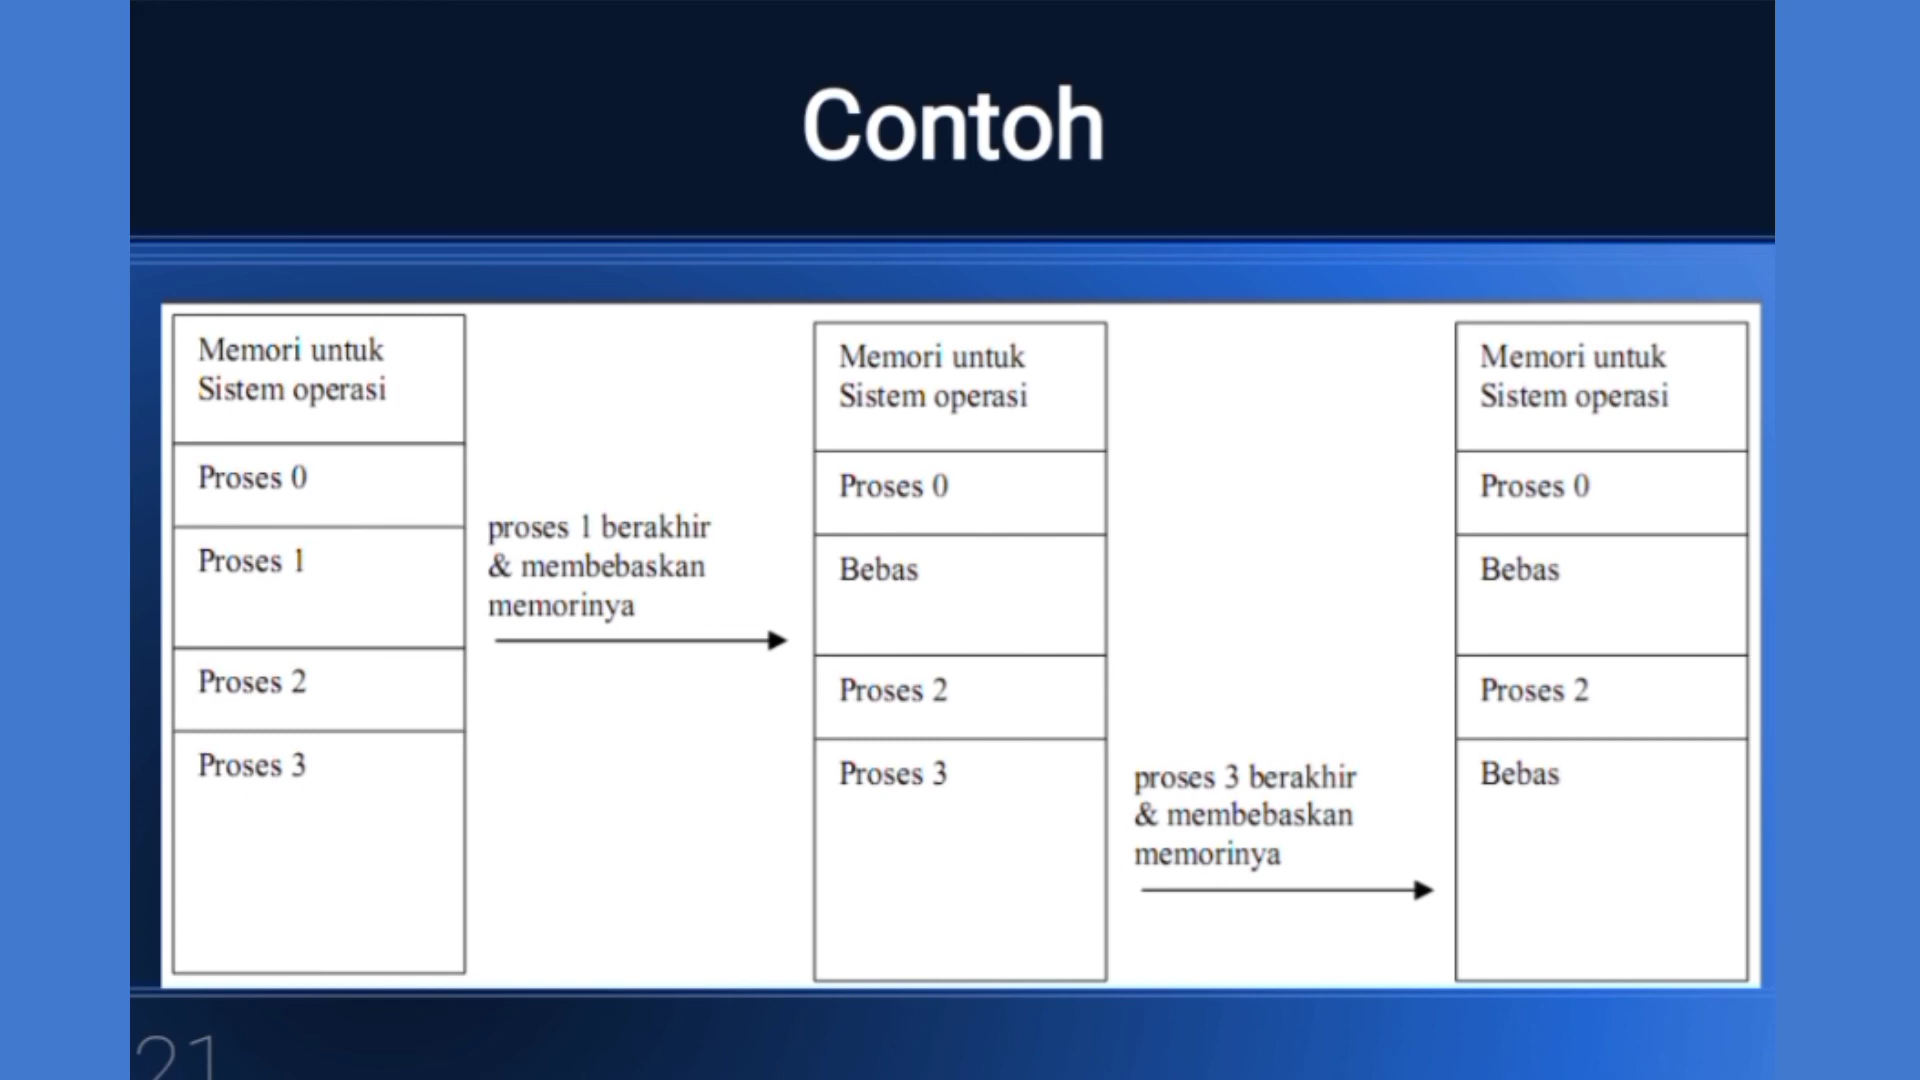 Contoh
Memori untuk
Sistem operasi
Proses 0
Proses 1
Proses 2
Proses 3
proses 1 berakhir
& membebaskan
memorinya
Memori untuk
Sistem operasi
Proses 0
Bebas
Proses 2
Proses 3
proses 3 berakhir
& membebaskan
memorinya
Memori untuk
Sistem operasi
Proses 0
Bebas
Proses 2
Bebas
21